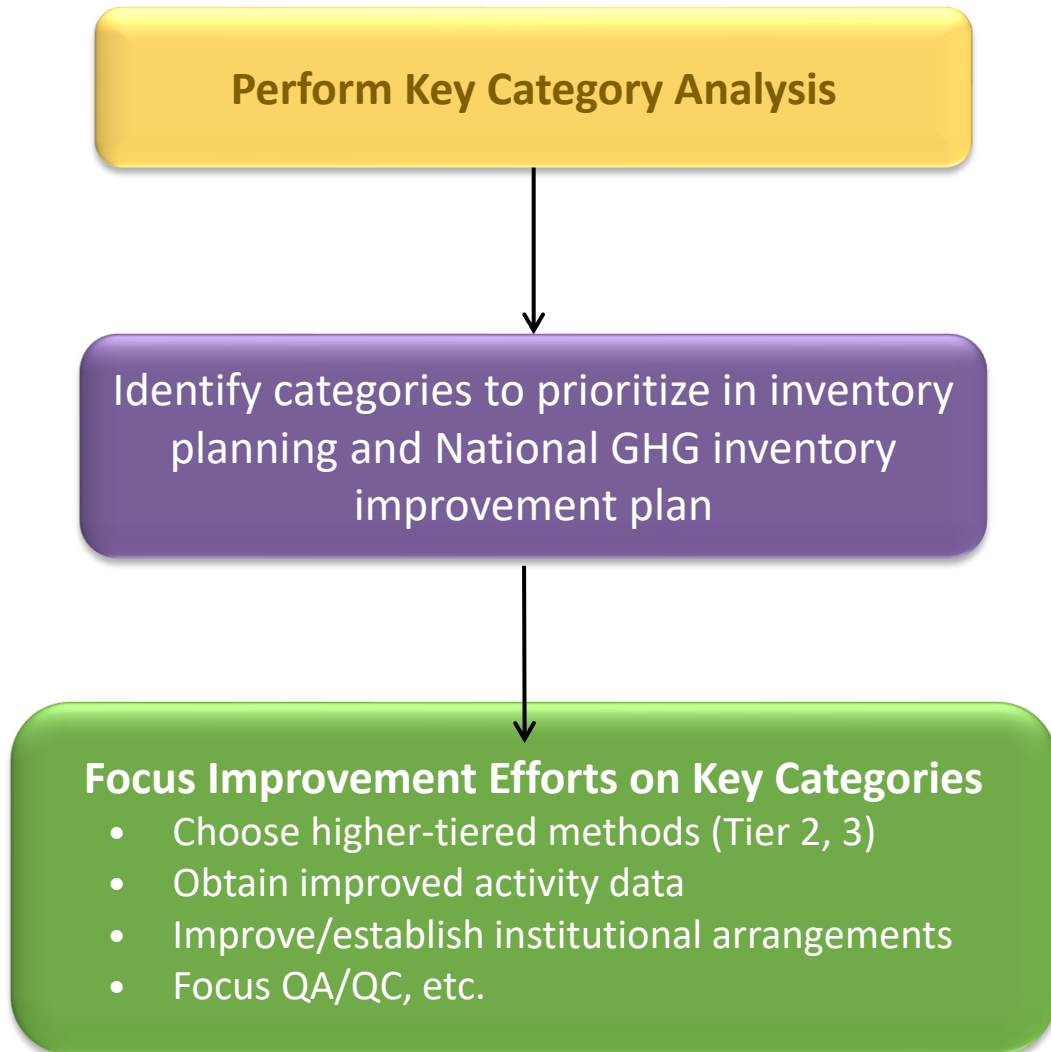 Perform Key Category Analysis
Identify categories to prioritize in inventory
planning and National GHG inventory
improvement plan
Focus Improvement Efforts on Key Categories
• Choose higher-tiered methods (Tier 2, 3)
• Obtain improved activity data
• Improve/establish institutional arrangements
• Focus QA/QC, etc.